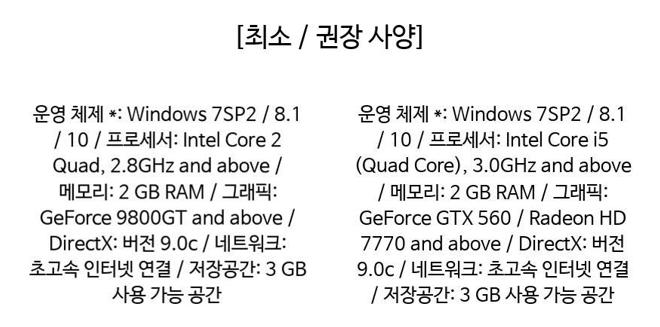 [최소 / 권장 사양]
운영 체제 *: Windows 7SP2 / 8.1
/ 10 / 프로세서: Intel Core 2
Quad, 2.8GHz and above /
메모리: 2 GB RAM / 그래픽:
GeForce 9800GT and above /
DirectX: 버전 9.0c / 네트워크:
초고속 인터넷 연결 / 저장공간: 3 GB
사용 가능 공간
운영 체제 *: Windows 7SP2 / 8.1
/ 10 / 프로세서: Intel Core i5
(Quad Core), 3.0GHz and above
/ 메모리: 2 GB RAM / 그래픽:
GeForce GTX 560 / Radeon HD
7770 and above / DirectX: 버전
9.0c / 네트워크: 초고속 인터넷 연결
/ 저장공간: 3 GB 사용 가능 공간